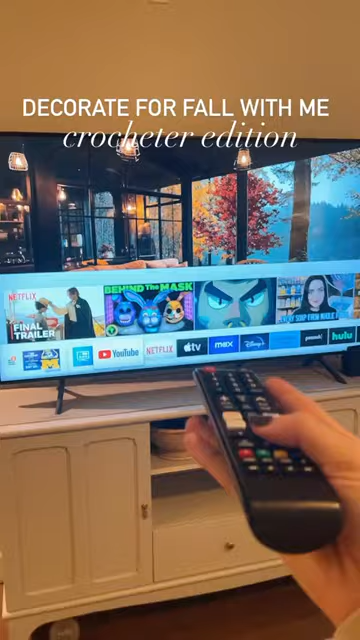 DECORATE FOR FALL WITH ME
crocheter edition
NETFLIX
FINAL
TRAILER
BEHIND THE MASK
YouTube
NETFLIX
tv
max
Disney+
peacock
hulu